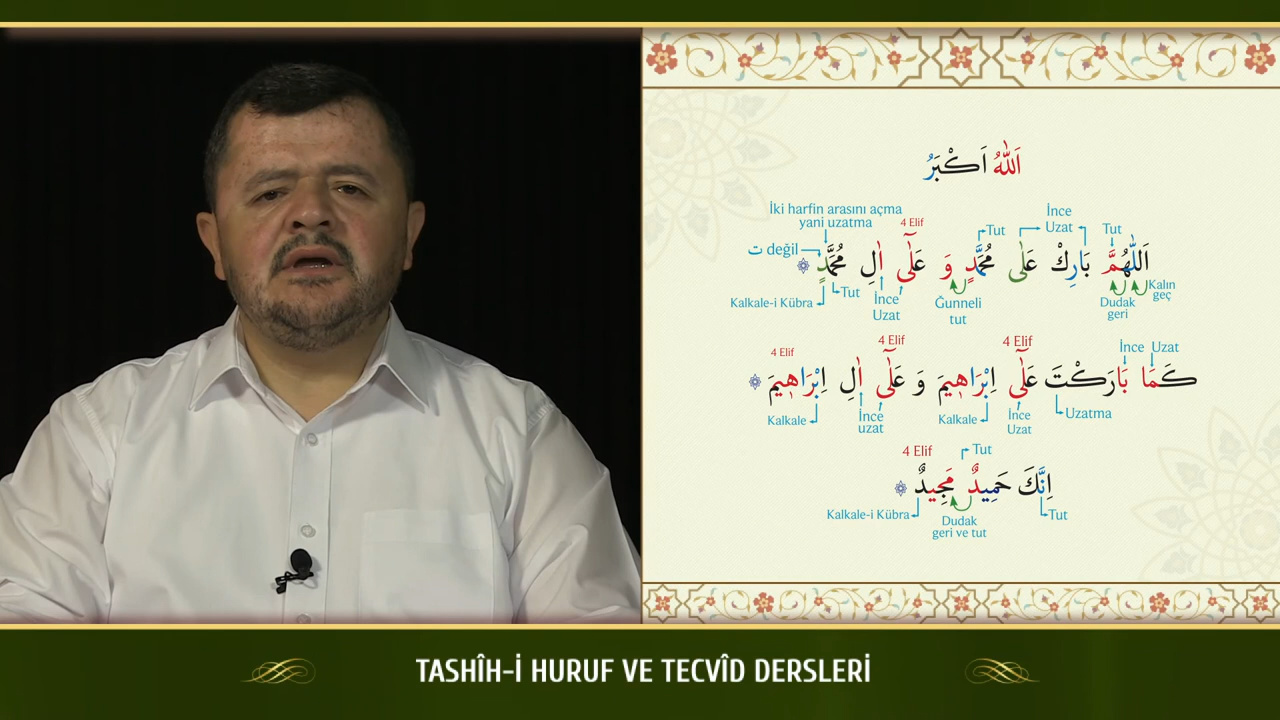 اَللّٰهُ اَكْبَرُ
İki harfin arasını açma
yani uzatma
4 Elif
Tut
İnce
Uzat
Tut
ت değil
اَللّٰهُمَّ بَارِكْ عَلٰى مُحَمَّدٍ وَ عَلٰٓى اٰلِ مُحَمَّدٍ
Kalkale-i Kübra
Tut
İnce
Uzat
Ğunneli
tut
Dudak
geri
Kalın
geç
4 Elif
4 Elif
4 Elif
İnce Uzat
كَمَا بَارَكْتَ عَلٰٓى اِبْرَاهٖيمَ وَ عَلٰٓى اٰلِ اِبْرَاهٖيمَ
Kalkale
İnce
uzat
Kalkale
İnce
Uzat
Uzatma
4 Elif
Tut
اِنَّكَ حَمِيدٌ مَجِيدٌ
Kalkale-i Kübra
Dudak
geri ve tut
Tut
TASHÎH-İ HURUF VE TECVÎD DERSLERİ